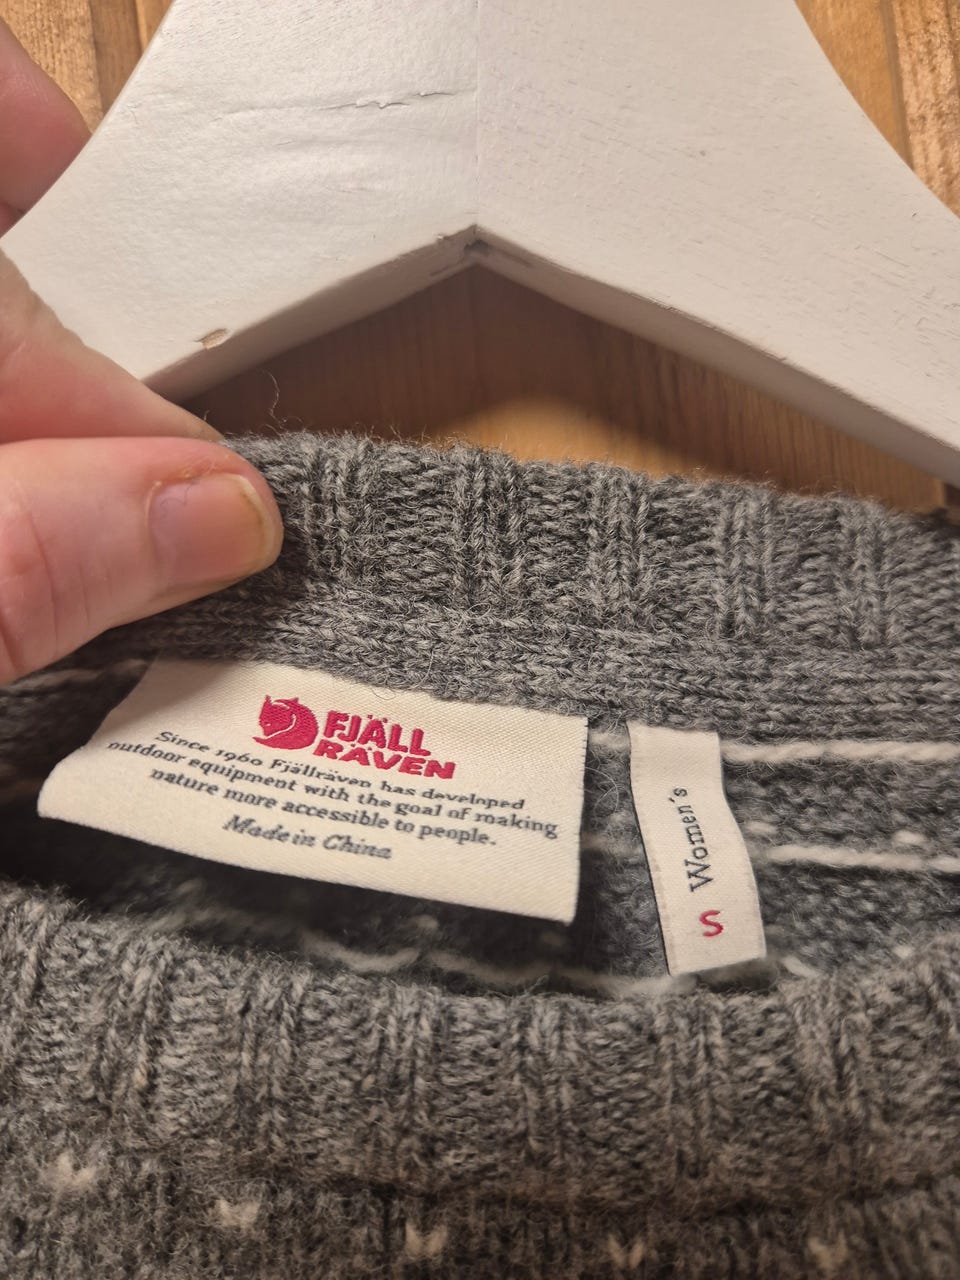 FJÄLL
RÄVEN
Since 1960 Fjällräven has developed
outdoor equipment with the goal of making
nature more accessible to people.
Made in China
Women's
S